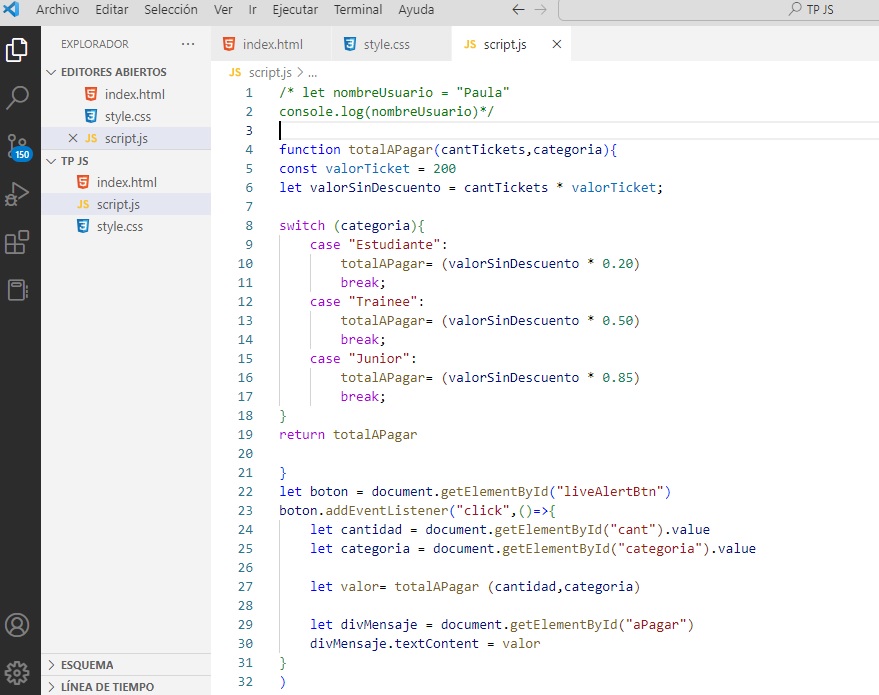 Archivo Editar Selección Ver Ir Ejecutar Terminal Ayuda TP JS
EXPLORADOR ...
EDITORES ABIERTOS
index.html
style.css
JS script.js
TP JS
index.html
JS script.js
style.css
150
ESQUEMA
LÍNEA DE TIEMPO
index.html style.css JS script.js
JS script.js > ...
1 /* let nombreUsuario = "Paula"
2 console.log(nombreUsuario)*/
3
4 function totalAPagar(cantTickets,categoria){
5 const valorTicket = 200
6 let valorSinDescuento = cantTickets * valorTicket;
7
8 switch (categoria){
9 case "Estudiante":
10 totalAPagar= (valorSinDescuento * 0.20)
11 break;
12 case "Trainee":
13 totalAPagar= (valorSinDescuento * 0.50)
14 break;
15 case "Junior":
16 totalAPagar= (valorSinDescuento * 0.85)
17 break;
18 }
19 return totalAPagar
20
21 }
22 let boton = document.getElementById("liveAlertBtn")
23 boton.addEventListener("click",()=>{
24 let cantidad = document.getElementById("cant").value
25 let categoria = document.getElementById("categoria").value
26
27 let valor= totalAPagar (cantidad,categoria)
28
29 let divMensaje = document.getElementById("aPagar")
30 divMensaje.textContent = valor
31 }
32 )